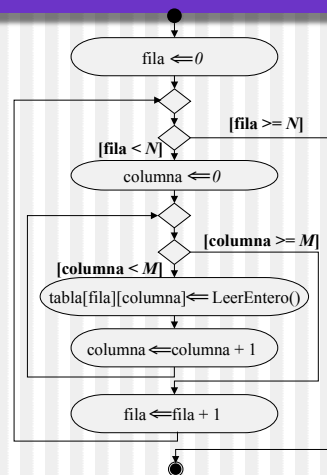 fila ⇐ 0
[fila >= N]
[fila < N]
columna ⇐ 0
[columna >= M]
[columna < M]
tabla[fila][columna] ⇐ LeerEntero()
columna ⇐ columna + 1
fila ⇐ fila + 1